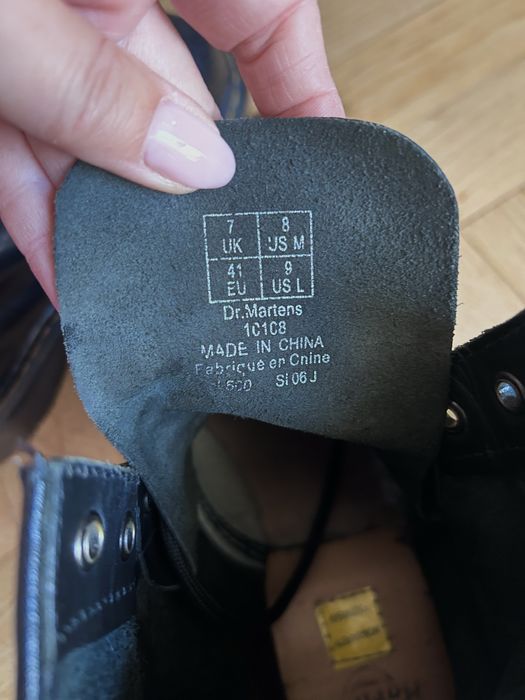 7 8
UK US M
41 9
EU US L
Dr.Martens
10108
MADE IN CHINA
Fabriqué en Chine
SI 06 J